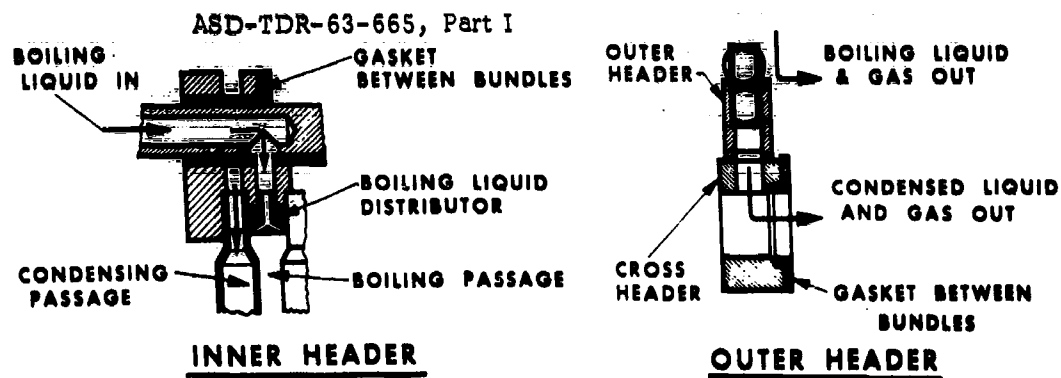 ASD-TDR-63-665, Part I
BOILING
LIQUID IN
GASKET
BETWEEN BUNDLES
BOILING LIQUID
DISTRIBUTOR
CONDENSING
PASSAGE
BOILING PASSAGE
INNER HEADER
OUTER
HEADER
BOILING LIQUID
& GAS OUT
CONDENSED LIQUID
AND GAS OUT
CROSS
HEADER
GASKET BETWEEN
BUNDLES
OUTER HEADER